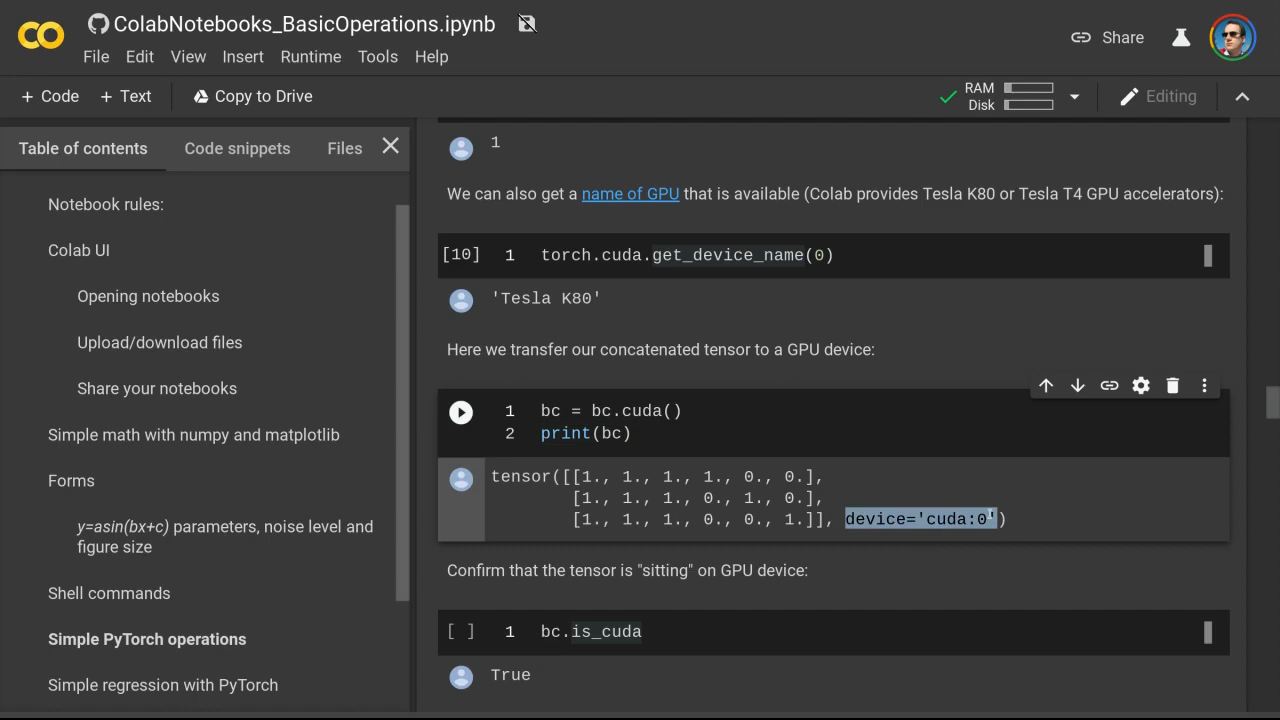 ColabNotebooks_BasicOperations.ipynb
File Edit View Insert Runtime Tools Help
Share
+ Code + Text Copy to Drive
RAM
Disk
Editing
Table of contents Code snippets Files
Notebook rules:
Colab UI
Opening notebooks
Upload/download files
Share your notebooks
Simple math with numpy and matplotlib
Forms
y=asin(bx+c) parameters, noise level and
figure size
Shell commands
Simple PyTorch operations
Simple regression with PyTorch
1
We can also get a name of GPU that is available (Colab provides Tesla K80 or Tesla T4 GPU accelerators):
[10] 1 torch.cuda.get_device_name(0)
'Tesla K80'
Here we transfer our concatenated tensor to a GPU device:
1 bc = bc.cuda()
2 print(bc)
tensor([[1., 1., 1., 1., 0., 0.],
[1., 1., 1., 0., 1., 0.],
[1., 1., 1., 0., 0., 1.]], device='cuda:0')
Confirm that the tensor is "sitting" on GPU device:
[ ] 1 bc.is_cuda
True